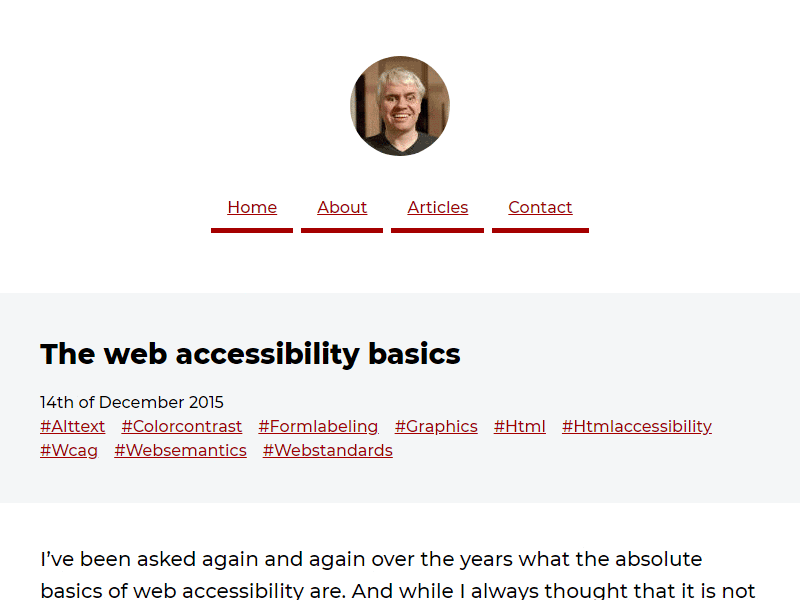 Home About Articles Contact
The web accessibility basics
14th of December 2015
#Alttext #Colorcontrast #Formlabeling #Graphics #Html #Htmlaccessibility
#Wcag #Websemantics #Webstandards
I’ve been asked again and again over the years what the absolute
basics of web accessibility are. And while I always thought that it is not